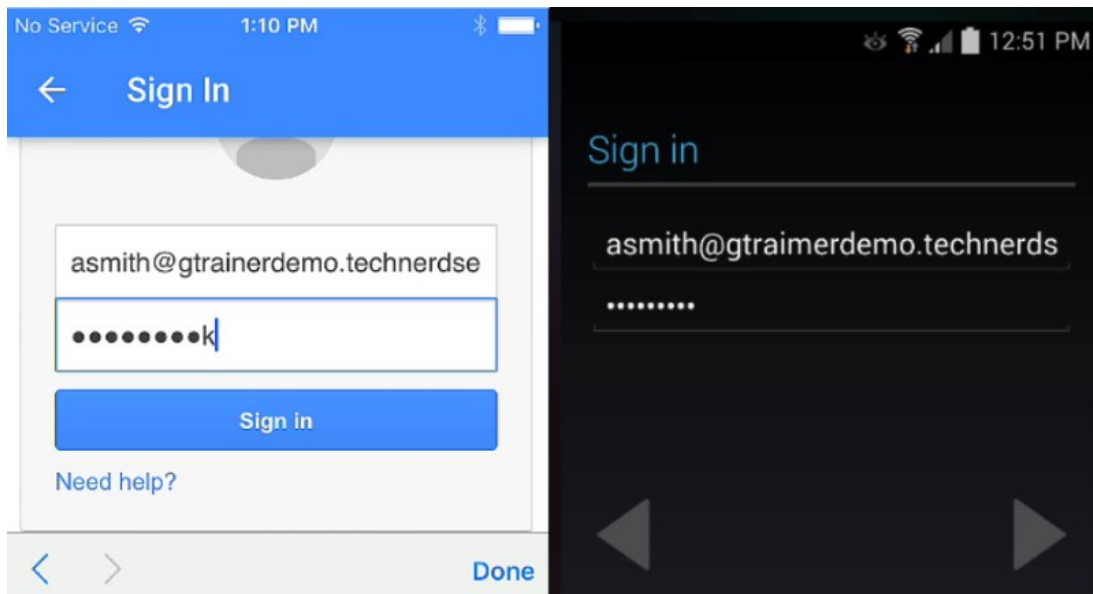 No Service 1:10 PM
Sign In
asmith@gtrainerdemo.technerdse
••••••••k
Sign in
Need help?
Done
12:51 PM
Sign in
asmith@gtraimerdemo.technerds
•••••••••